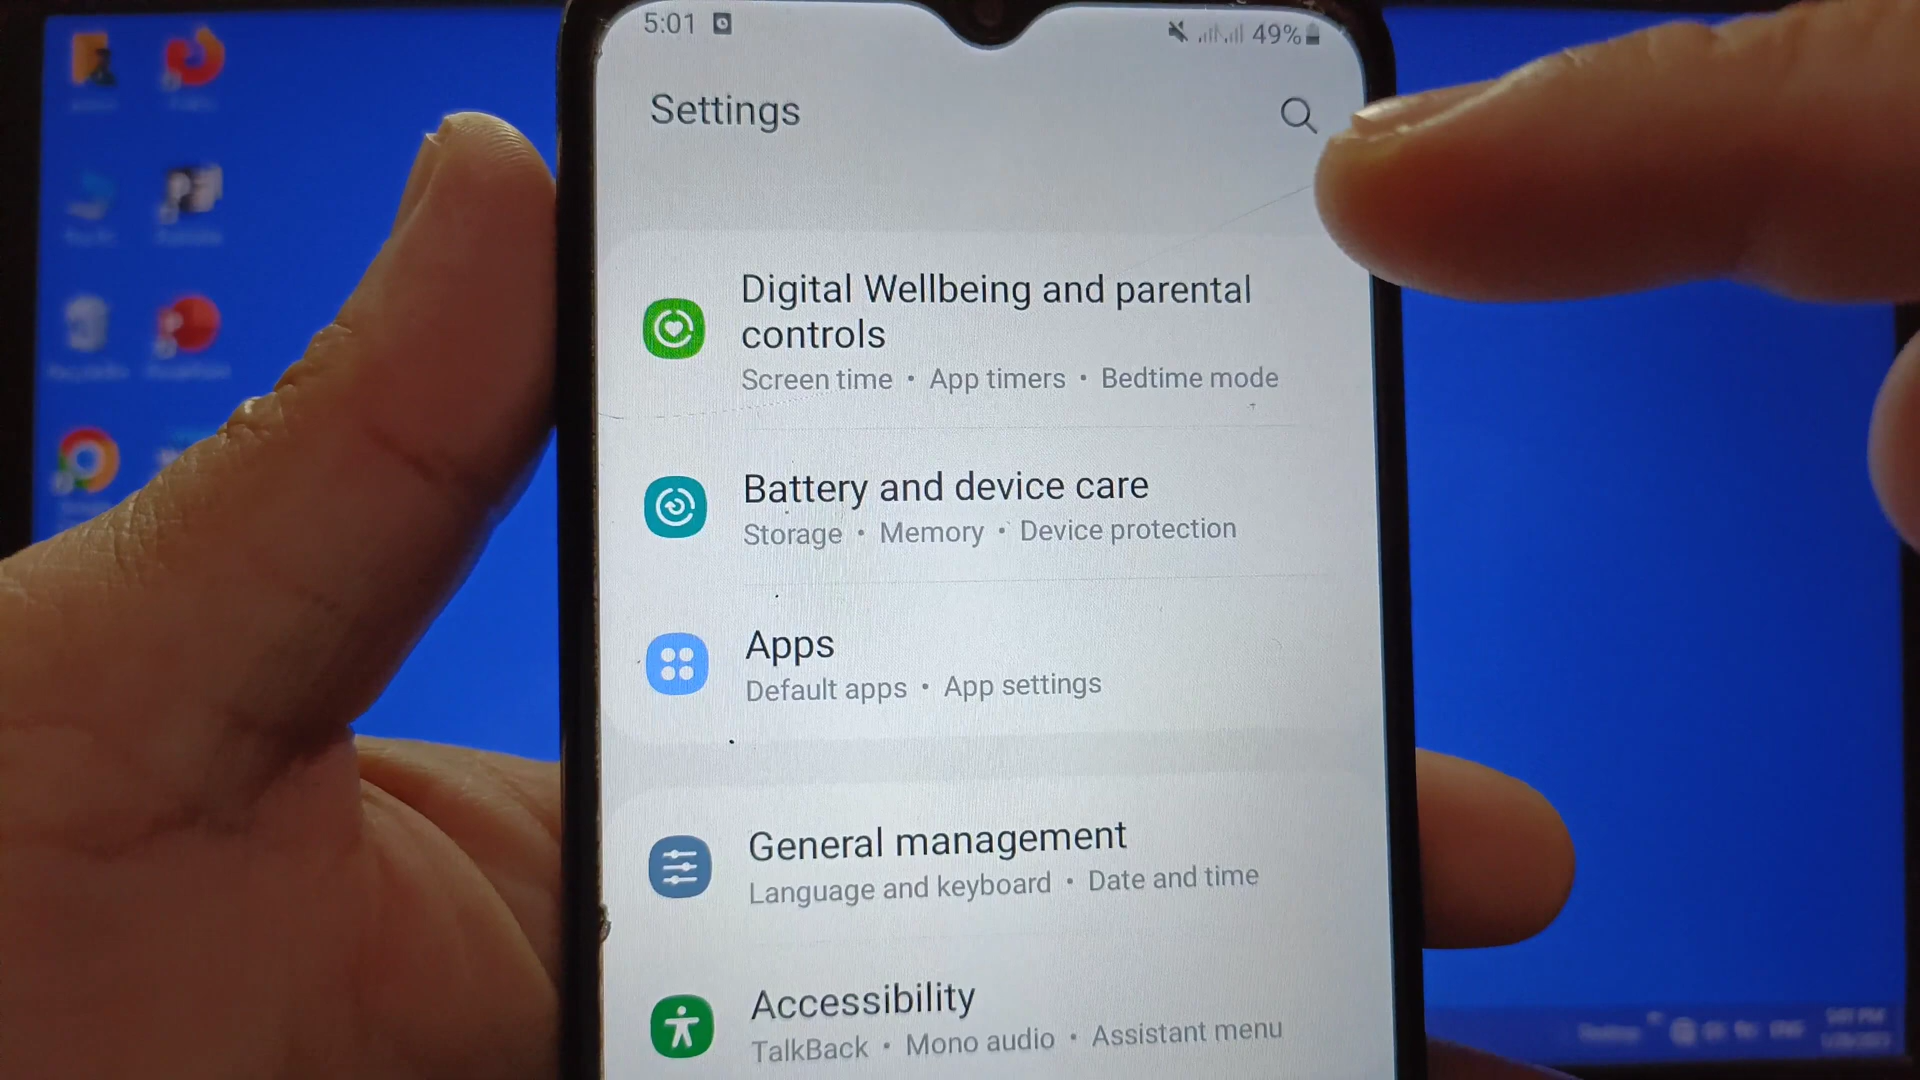 5:01
49%
Settings
Digital Wellbeing and parental
controls
Screen time • App timers • Bedtime mode
Battery and device care
Storage • Memory • Device protection
Apps
Default apps • App settings
General management
Language and keyboard • Date and time
Accessibility
TalkBack • Mono audio • Assistant menu